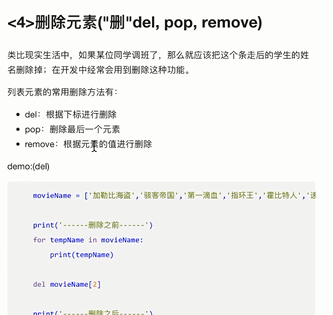 <4>删除元素("删"del, pop, remove)
类比现实生活中，如果某位同学调班了，那么就应该把这个条走后的学生的姓
名删除掉；在开发中经常会用到删除这种功能。
列表元素的常用删除方法有：
del：根据下标进行删除
pop：删除最后一个元素
remove：根据元素的值进行删除
demo:(del)
movieName = ['加勒比海盗','骇客帝国','第一滴血','指环王','霍比特人','速
print('------删除之前------')
for tempName in movieName:
print(tempName)
del movieName[2]
print('------删除之后------')